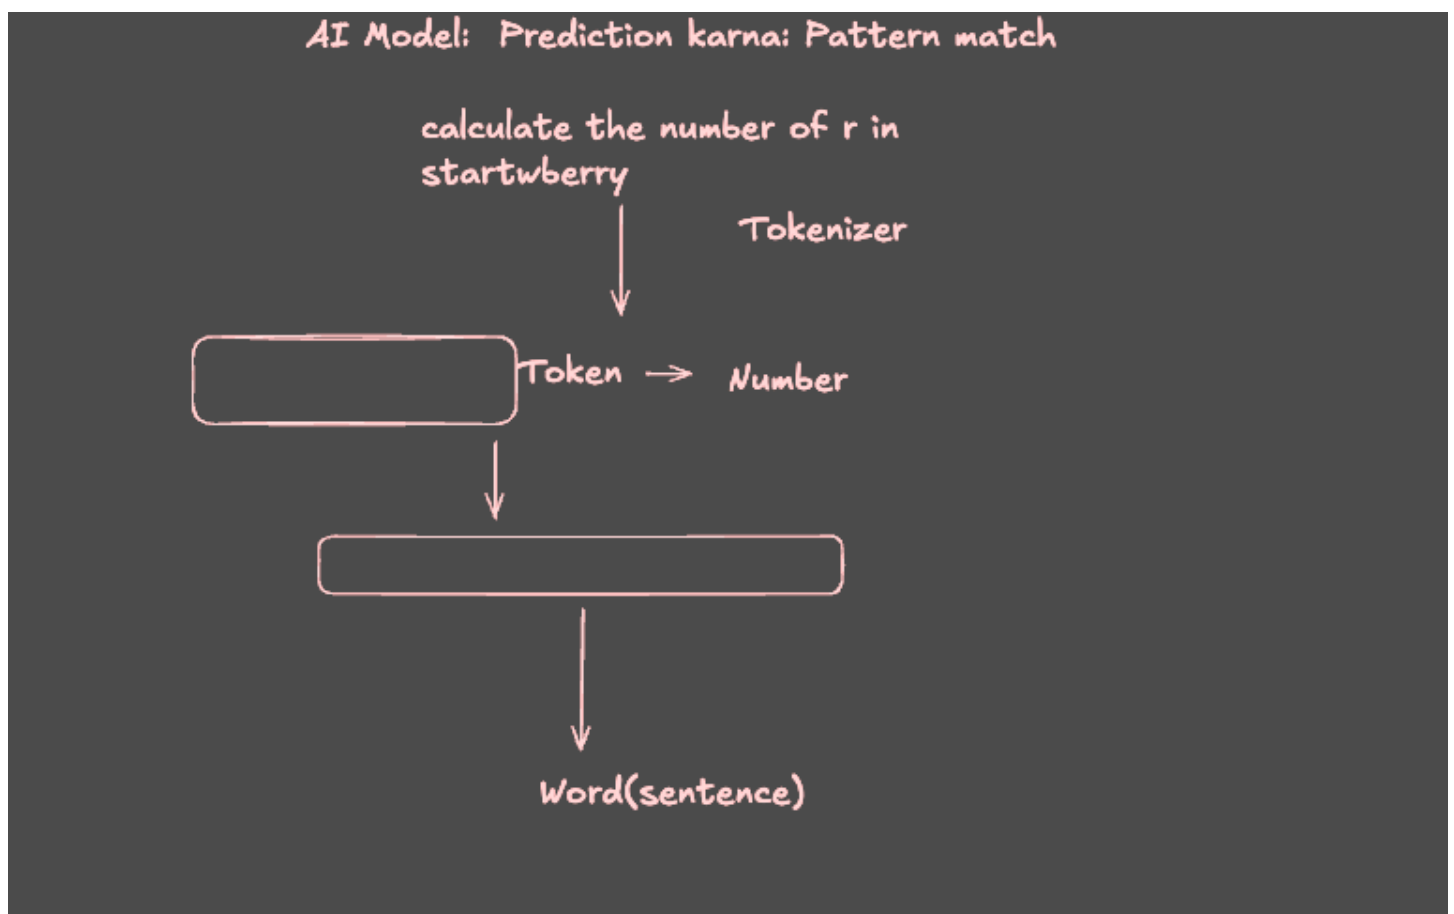 AI Model: Prediction karna: Pattern match
calculate the number of r in
startwberry
Tokenizer
Token
Number
Word(sentence)